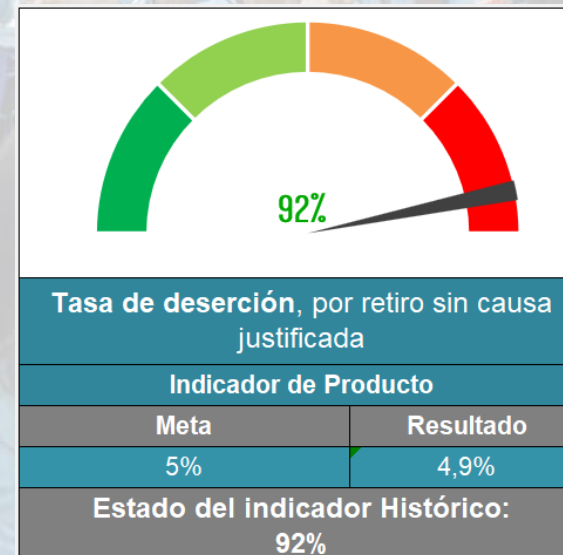 92%
Tasa de deserción, por retiro sin causa
justificada
Indicador de Producto
Meta Resultado
5% 4,9%
Estado del indicador Histórico:
92%